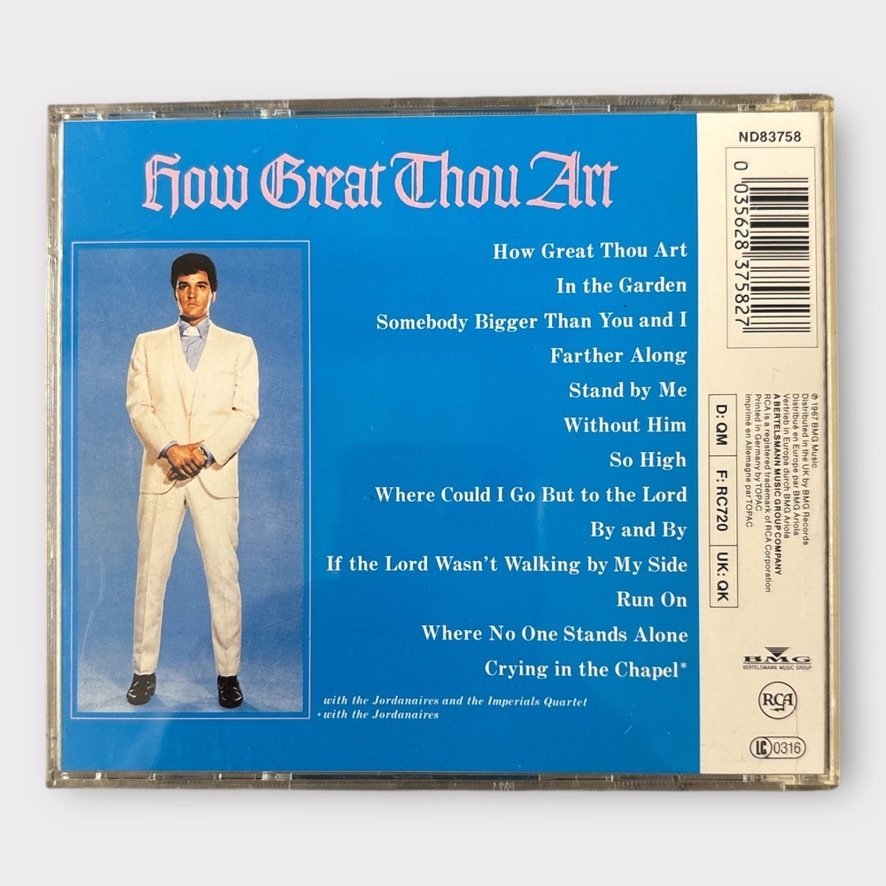 How Great Thou Art
How Great Thou Art
In the Garden
Somebody Bigger Than You and I
Farther Along
Stand by Me
Without Him
So High
Where Could I Go But to the Lord
By and By
If the Lord Wasn't Walking by My Side
Run On
Where No One Stands Alone
Crying in the Chapel*
with the Jordanaires and the Imperials Quartet
*with the Jordanaires
ND83758
0 035628 375827
℗ 1967 BMG Music
Distributed in the UK by BMG Records
Distribué en Europe par BMG Ariola
Vertrieb in Europa durch BMG Ariola
A BERTELSMANN MUSIC GROUP COMPANY
RCA is a registered trademark of RCA Corporation
Printed in Germany by TOPAC
Imprimé en Allemagne par TOPAC
D: QM
F: RC720
UK: QK
BMG
BERTELSMANN MUSIC GROUP
RCA
LC 0316